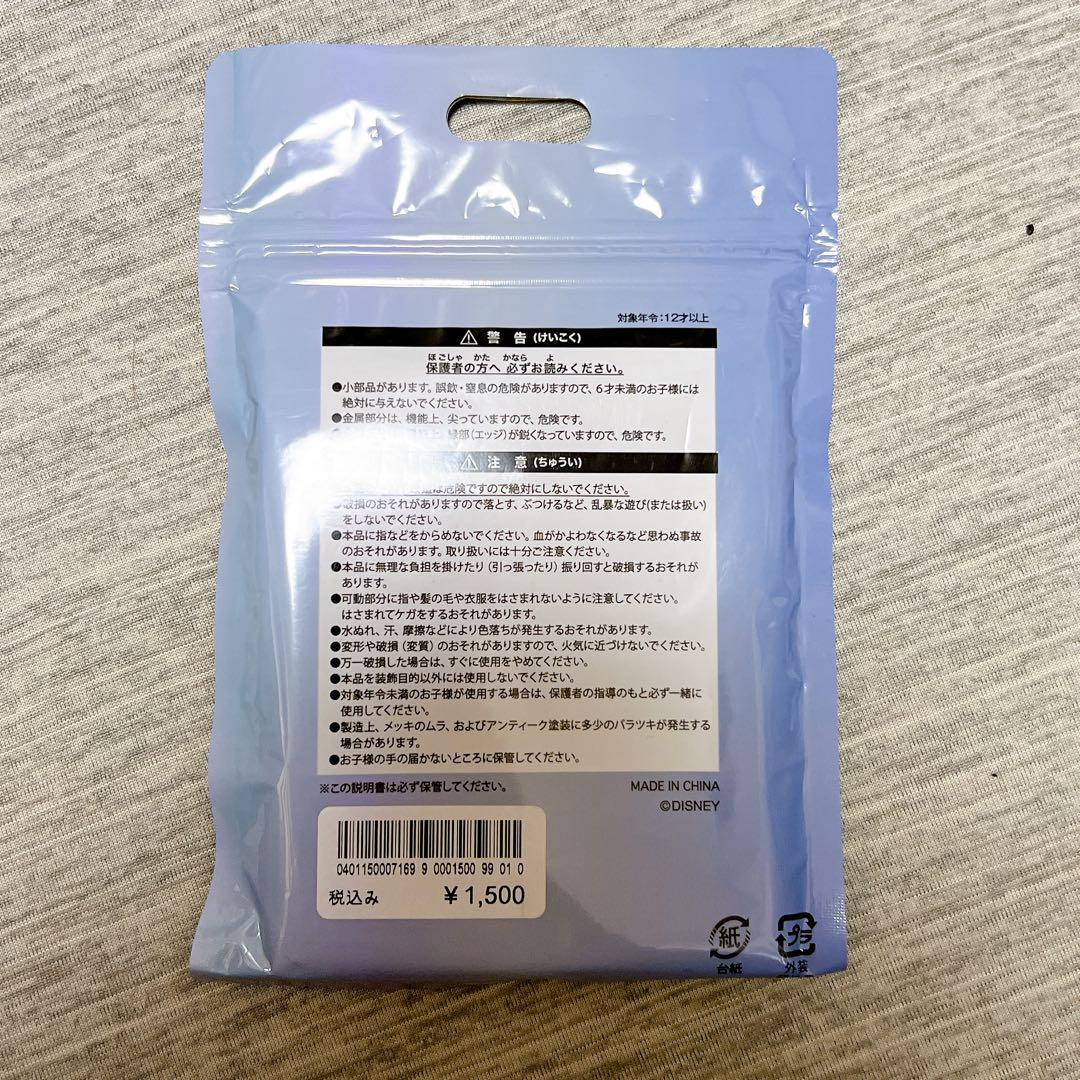 対象年令：12才以上
⚠ 警告（けいこく）
ほごしゃ かた かなら よ
保護者の方へ 必ずお読みください。
●小部品があります。誤飲・窒息の危険がありますので、6才未満のお子様には
絶対に与えないでください。
●金属部分は、機能上、尖っていますので、危険です。
縁部（エッジ）が鋭くなっていますので、危険です。
⚠ 注意（ちゅうい）
は危険ですので絶対にしないでください。
●破損のおそれがありますので落とす、ぶつけるなど、乱暴な遊び(または扱い)
をしないでください。
●本品に指などをからめないでください。血がかよわなくなるなど思わぬ事故
のおそれがあります。取り扱いには十分ご注意ください。
●本品に無理な負担を掛けたり（引っ張ったり）振り回すと破損するおそれが
あります。
●可動部分に指や髪の毛や衣服をはさまれないように注意してください。
はさまれてケガをするおそれがあります。
●水ぬれ、汗、摩擦などにより色落ちが発生するおそれがあります。
●変形や破損（変質）のおそれがありますので、火気に近づけないでください。
●万一破損した場合は、すぐに使用をやめてください。
●本品を装飾目的以外には使用しないでください。
●対象年令未満のお子様が使用する場合は、保護者の指導のもと必ず一緒に
使用してください。
●製造上、メッキのムラ、およびアンティーク塗装に多少のバラツキが発生する
場合があります。
●お子様の手の届かないところに保管してください。
※この説明書は必ず保管してください。
MADE IN CHINA
©DISNEY
0401150007169 9 0001500 99 01 0
税込み ¥1,500
紙
台紙
プラ
外装